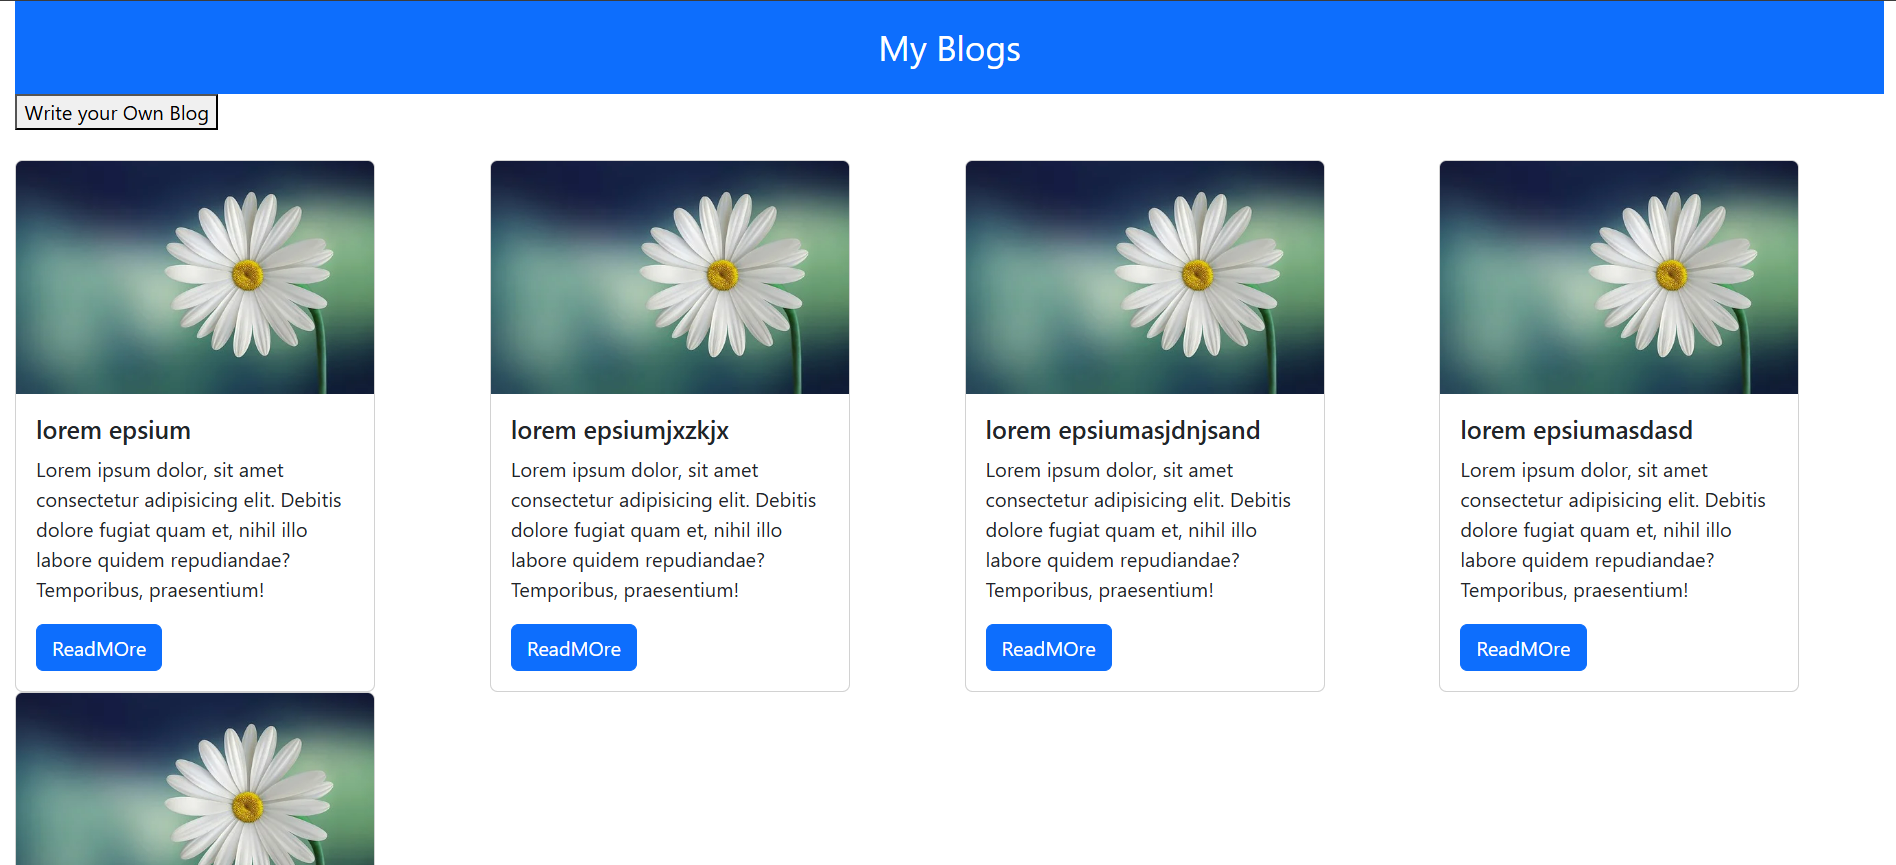 My Blogs
Write your Own Blog
lorem epsium
Lorem ipsum dolor, sit amet
consectetur adipisicing elit. Debitis
dolore fugiat quam et, nihil illo
labore quidem repudiandae?
Temporibus, praesentium!
ReadMOre
lorem epsiumjxzkjx
Lorem ipsum dolor, sit amet
consectetur adipisicing elit. Debitis
dolore fugiat quam et, nihil illo
labore quidem repudiandae?
Temporibus, praesentium!
ReadMOre
lorem epsiumasjdnjsand
Lorem ipsum dolor, sit amet
consectetur adipisicing elit. Debitis
dolore fugiat quam et, nihil illo
labore quidem repudiandae?
Temporibus, praesentium!
ReadMOre
lorem epsiumasdasd
Lorem ipsum dolor, sit amet
consectetur adipisicing elit. Debitis
dolore fugiat quam et, nihil illo
labore quidem repudiandae?
Temporibus, praesentium!
ReadMOre